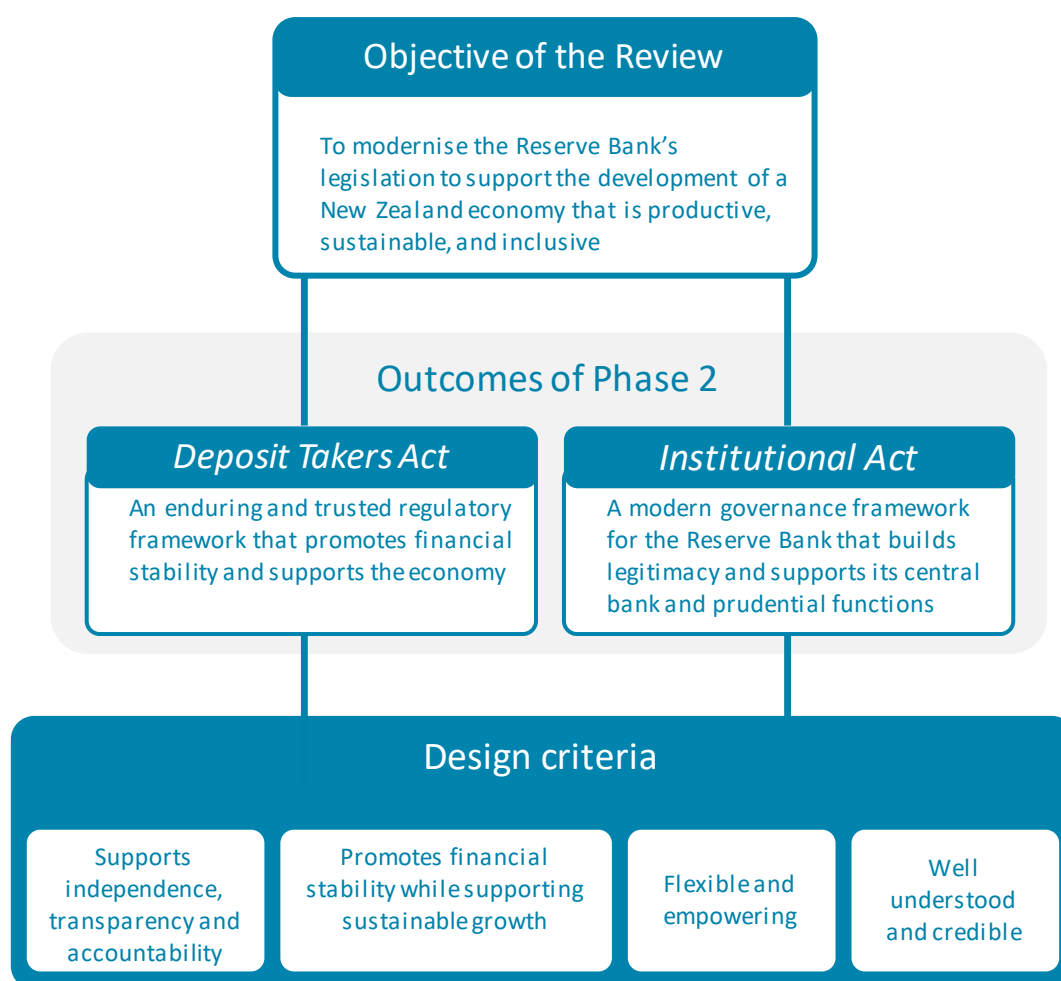 Objective of the Review
To modernise the Reserve Bank’s
legislation to support the development of a
New Zealand economy that is productive,
sustainable, and inclusive
Outcomes of Phase 2
Deposit Takers Act
An enduring and trusted regulatory
framework that promotes financial
stability and supports the economy
Institutional Act
A modern governance framework
for the Reserve Bank that builds
legitimacy and supports its central
bank and prudential functions
Design criteria
Supports
independence,
transparency and
accountability
Promotes financial
stability while supporting
sustainable growth
Flexible and
empowering
Well
understood
and credible